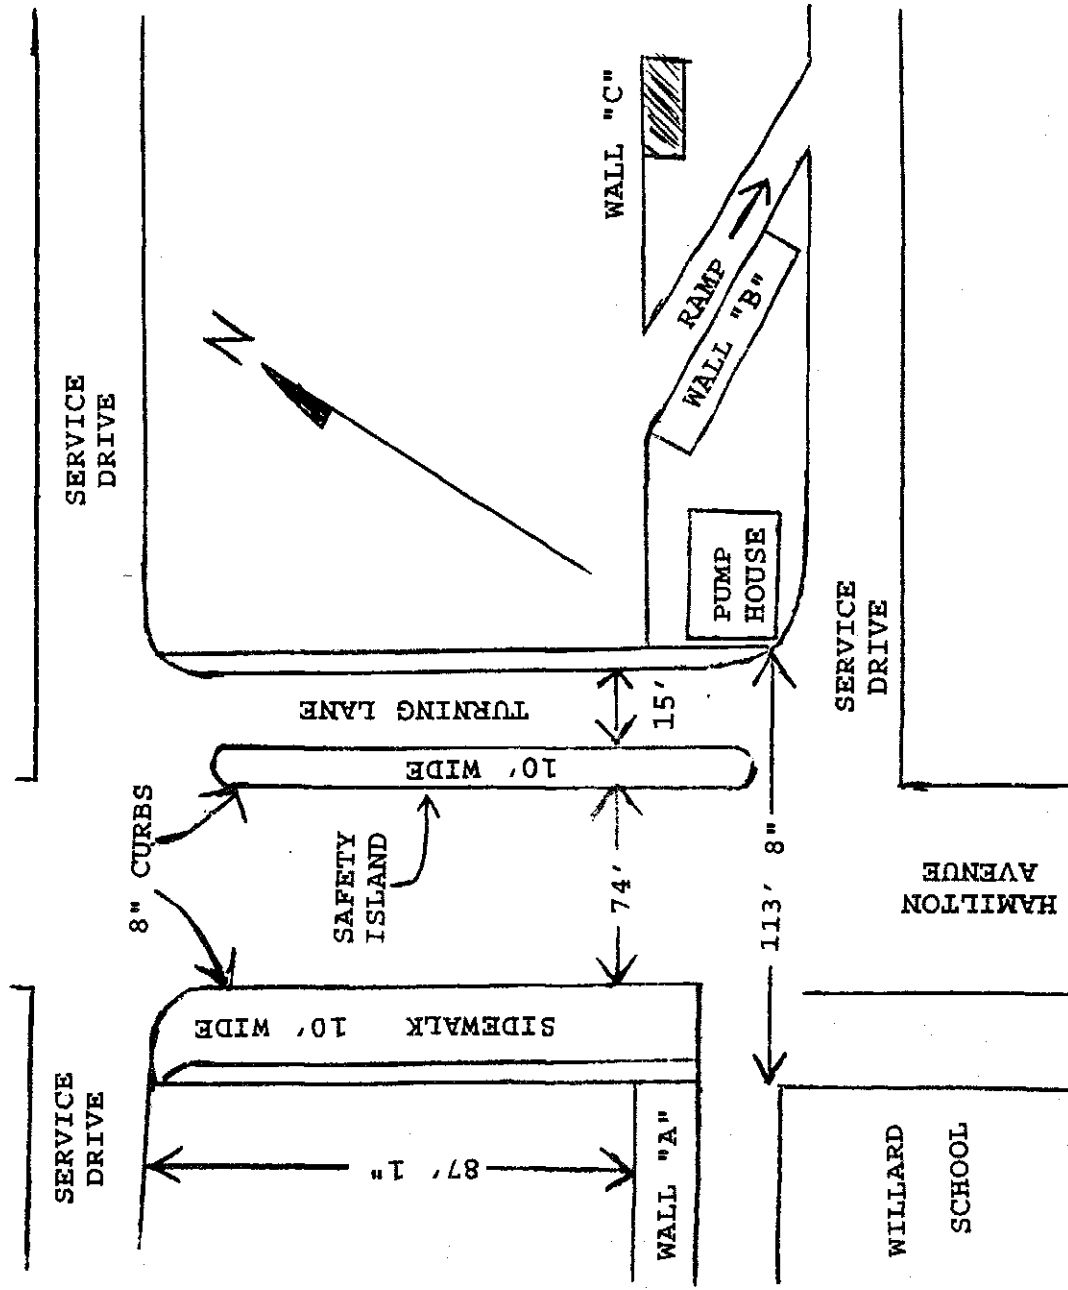 SERVICE
DRIVE
N
WALL "C"
RAMP
WALL "B"
PUMP
HOUSE
SERVICE
DRIVE
TURNING LANE
15'
10' WIDE
8" CURBS
SAFETY
ISLAND
74'
113' 8"
HAMILTON
AVENUE
SIDEWALK 10' WIDE
SERVICE
DRIVE
87' 1"
WALL "A"
WILLARD
SCHOOL